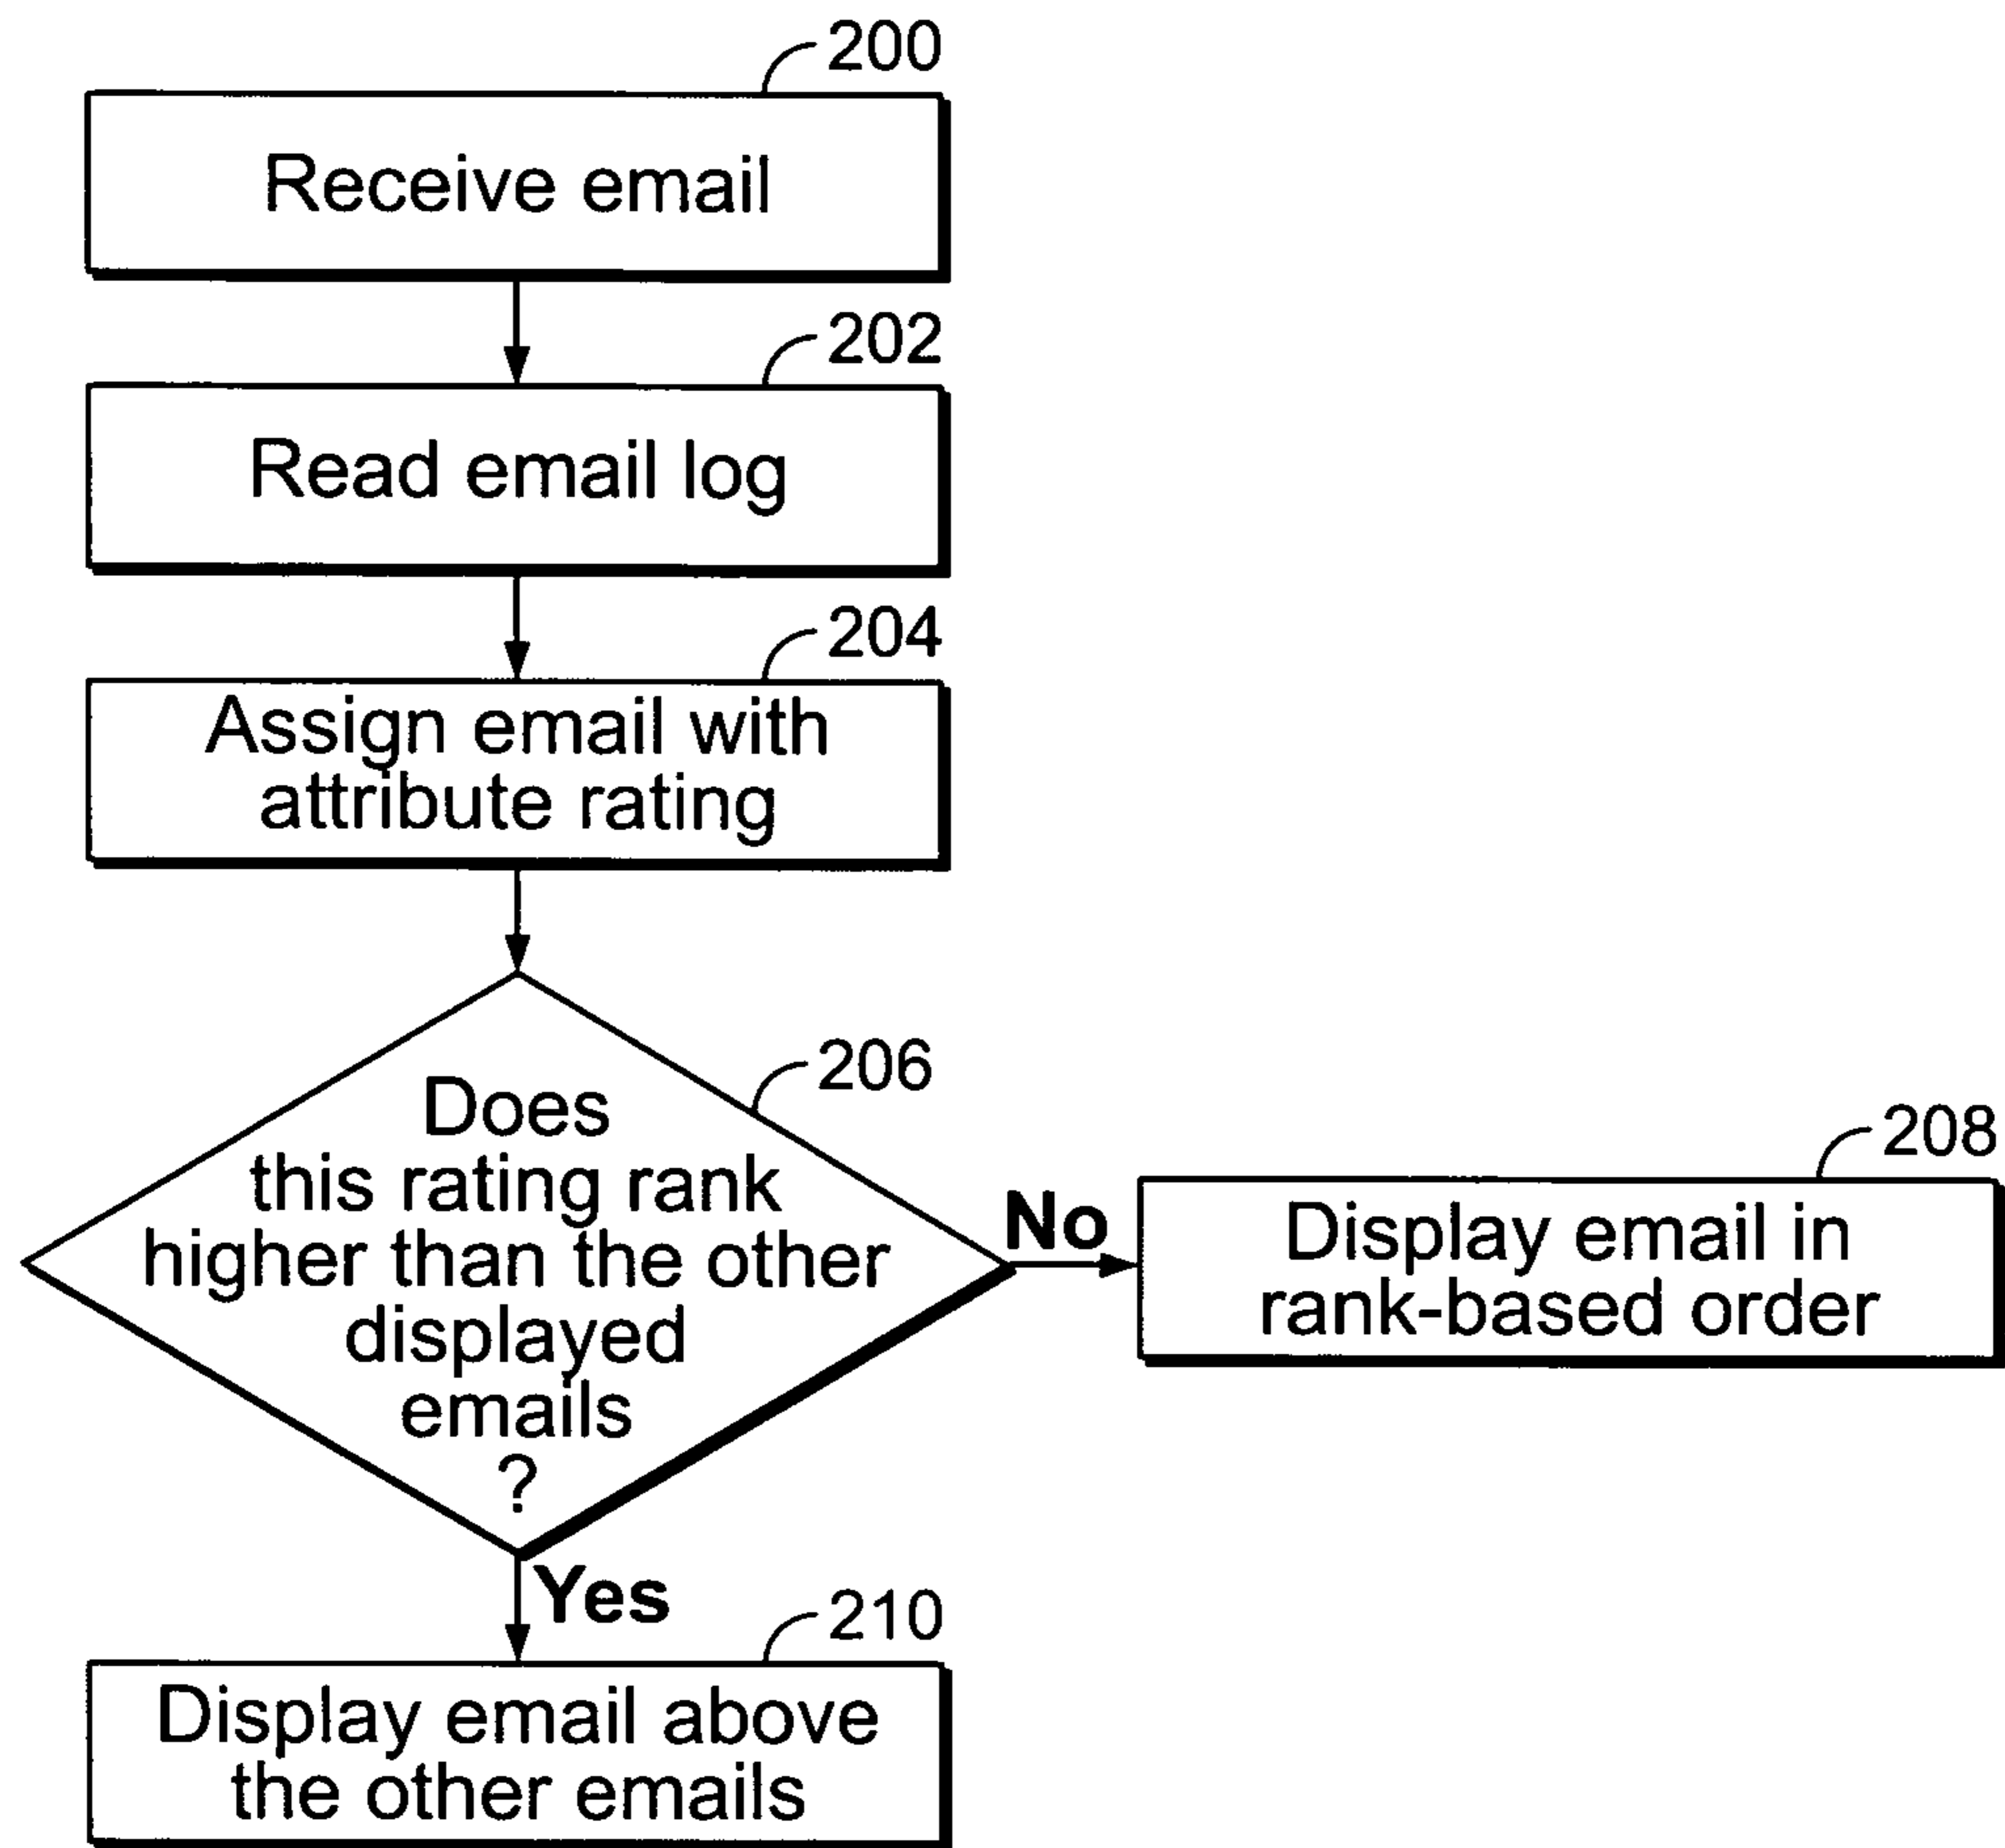 200
Receive email
202
Read email log
204
Assign email with
attribute rating
206
Does
this rating rank
higher than the other
displayed
emails
?
No
208
Display email in
rank-based order
Yes
210
Display email above
the other emails